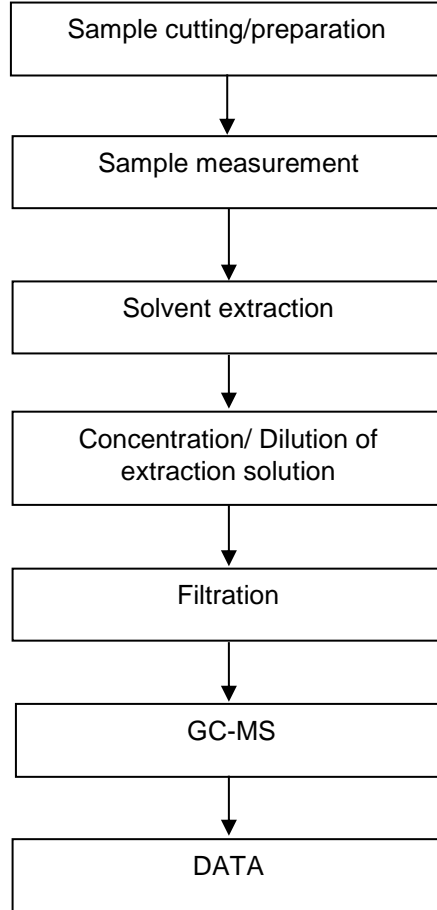 Sample cutting/preparation
Sample measurement
Solvent extraction
Concentration/ Dilution of
extraction solution
Filtration
GC-MS
DATA